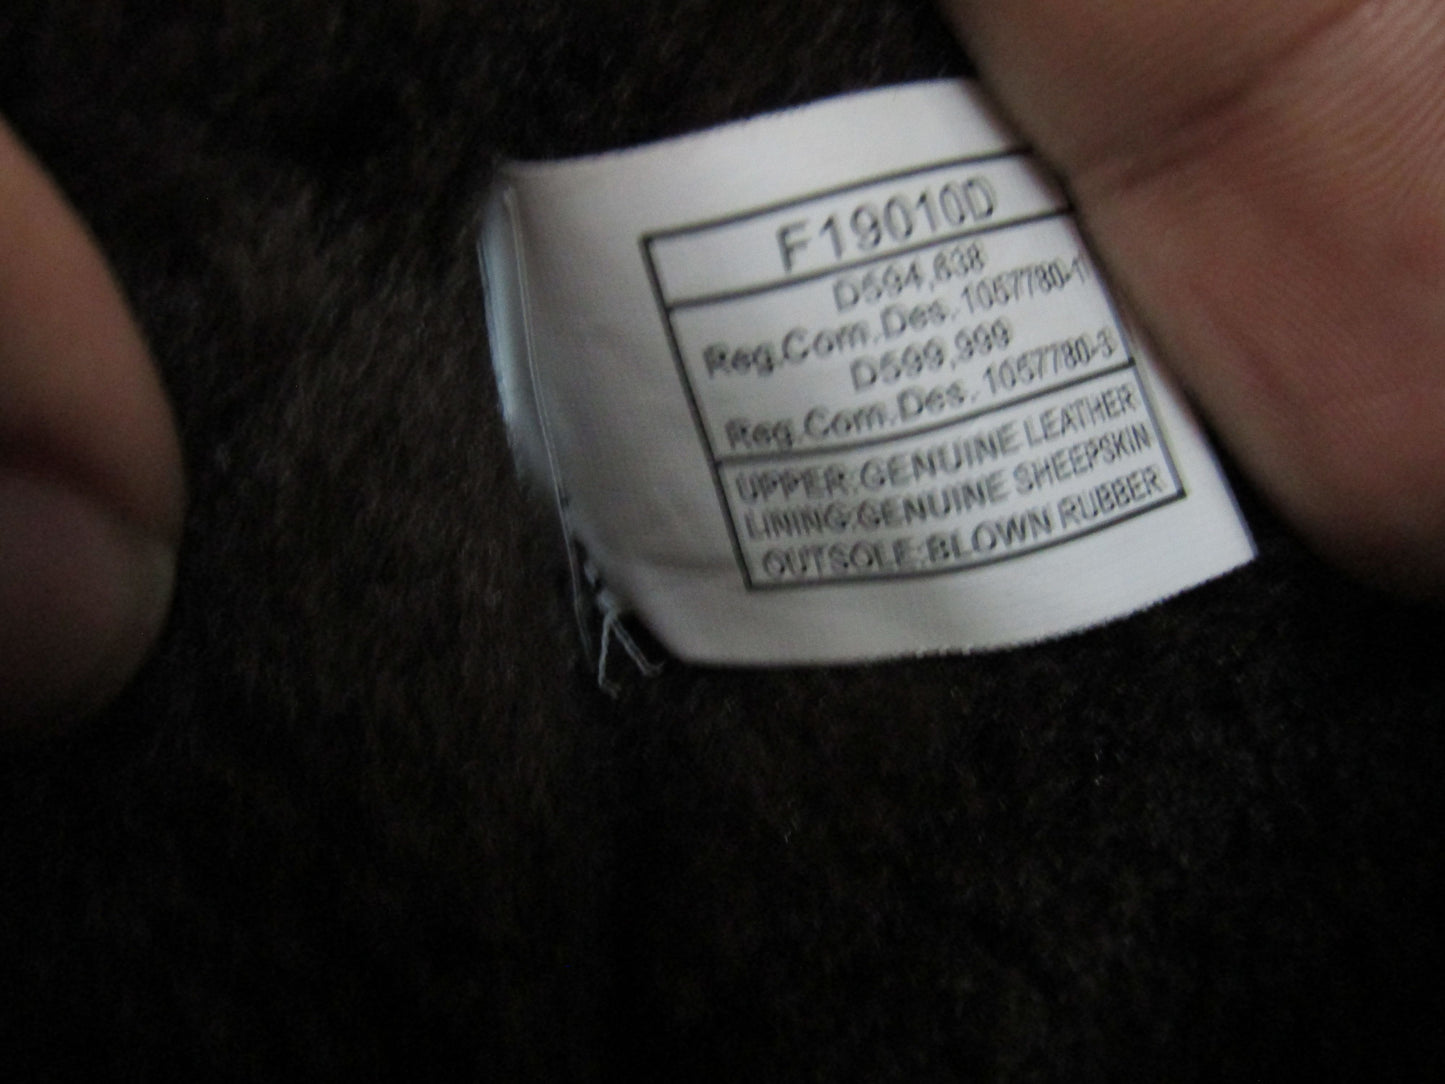 F19010D
D594,638
Reg.Com.Des.1057780-1
D599,999
Reg.Com.Des.1057780-3
UPPER:GENUINE LEATHER
LINING:GENUINE SHEEPSKIN
OUTSOLE:BLOWN RUBBER